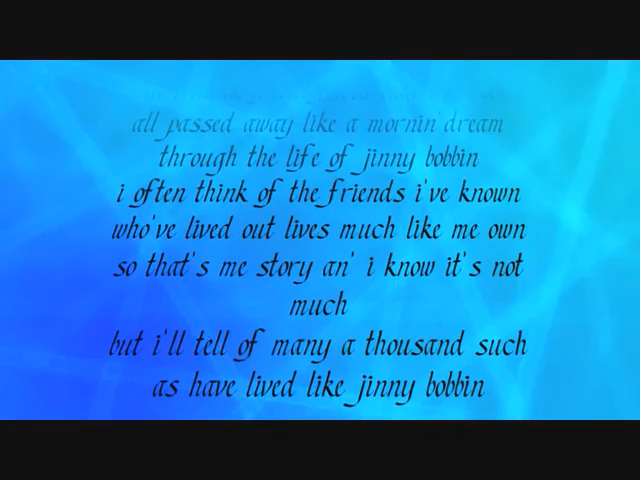 all passed away like a mornin' dream
through the life of jinny bobbin
i often think of the friends i've known
who've lived out lives much like me own
so that's me story an' i know it's not
much
but i'll tell of many a thousand such
as have lived like jinny bobbin